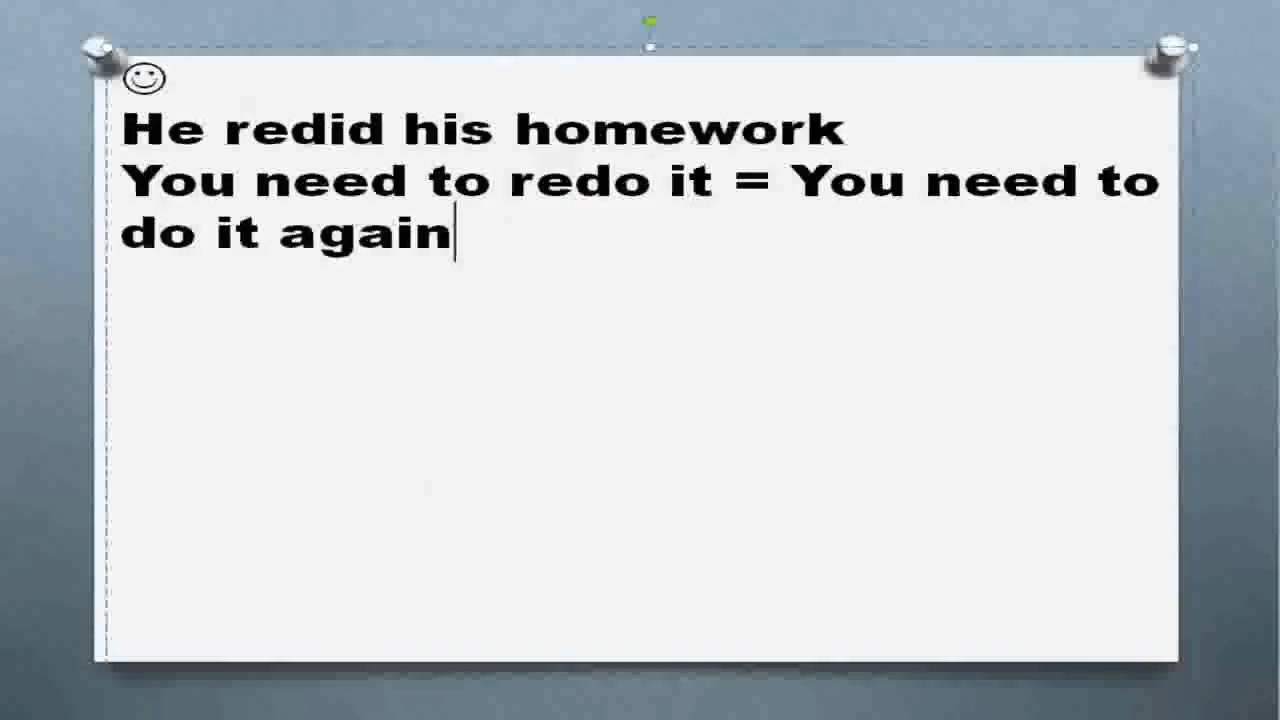 He redid his homework
You need to redo it = You need to
do it again